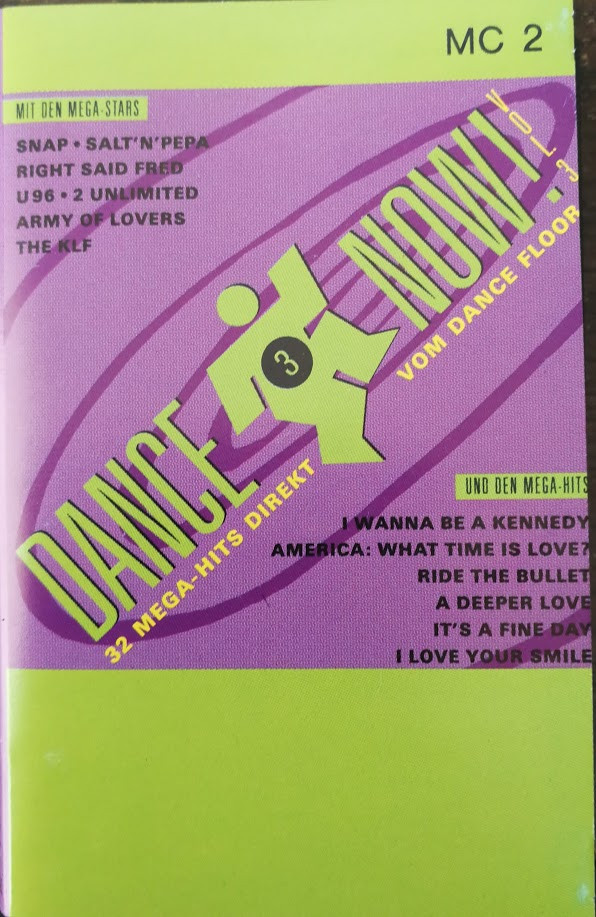 MC 2
MIT DEN MEGA-STARS
SNAP • SALT'N'PEPA
RIGHT SAID FRED
U96 • 2 UNLIMITED
ARMY OF LOVERS
THE KLF
DANCE NOW!
VOL. 3
3
32 MEGA-HITS DIREKT VOM DANCE FLOOR
UND DEN MEGA-HITS
I WANNA BE A KENNEDY
AMERICA: WHAT TIME IS LOVE?
RIDE THE BULLET
A DEEPER LOVE
IT'S A FINE DAY
I LOVE YOUR SMILE